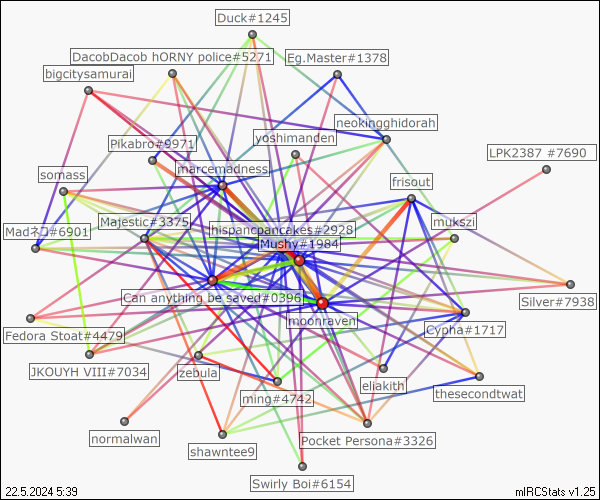 Duck#1245
DacobDacob hORNY police#5271
Eg.Master#1378
bigcitysamurai
neokingghidorah
yoshimanden
Pikabro#9971
LPK2387 #7690
marcemadness
somass
frisout
Majestic#3375
mukszi
hispancpancakes#2928
Madネコ#6901
Mushy#1984
Can anything be saved#0396
Silver#7938
moonraven
Cypha#1717
Fedora Stoat#4479
JKOUYH VIII#7034
zebula
eliakith
thesecondtwat
ming#4742
normalwan
Pocket Persona#3326
shawntee9
Swirly Boi#6154
22.5.2024 5:39
mIRCStats v1.25